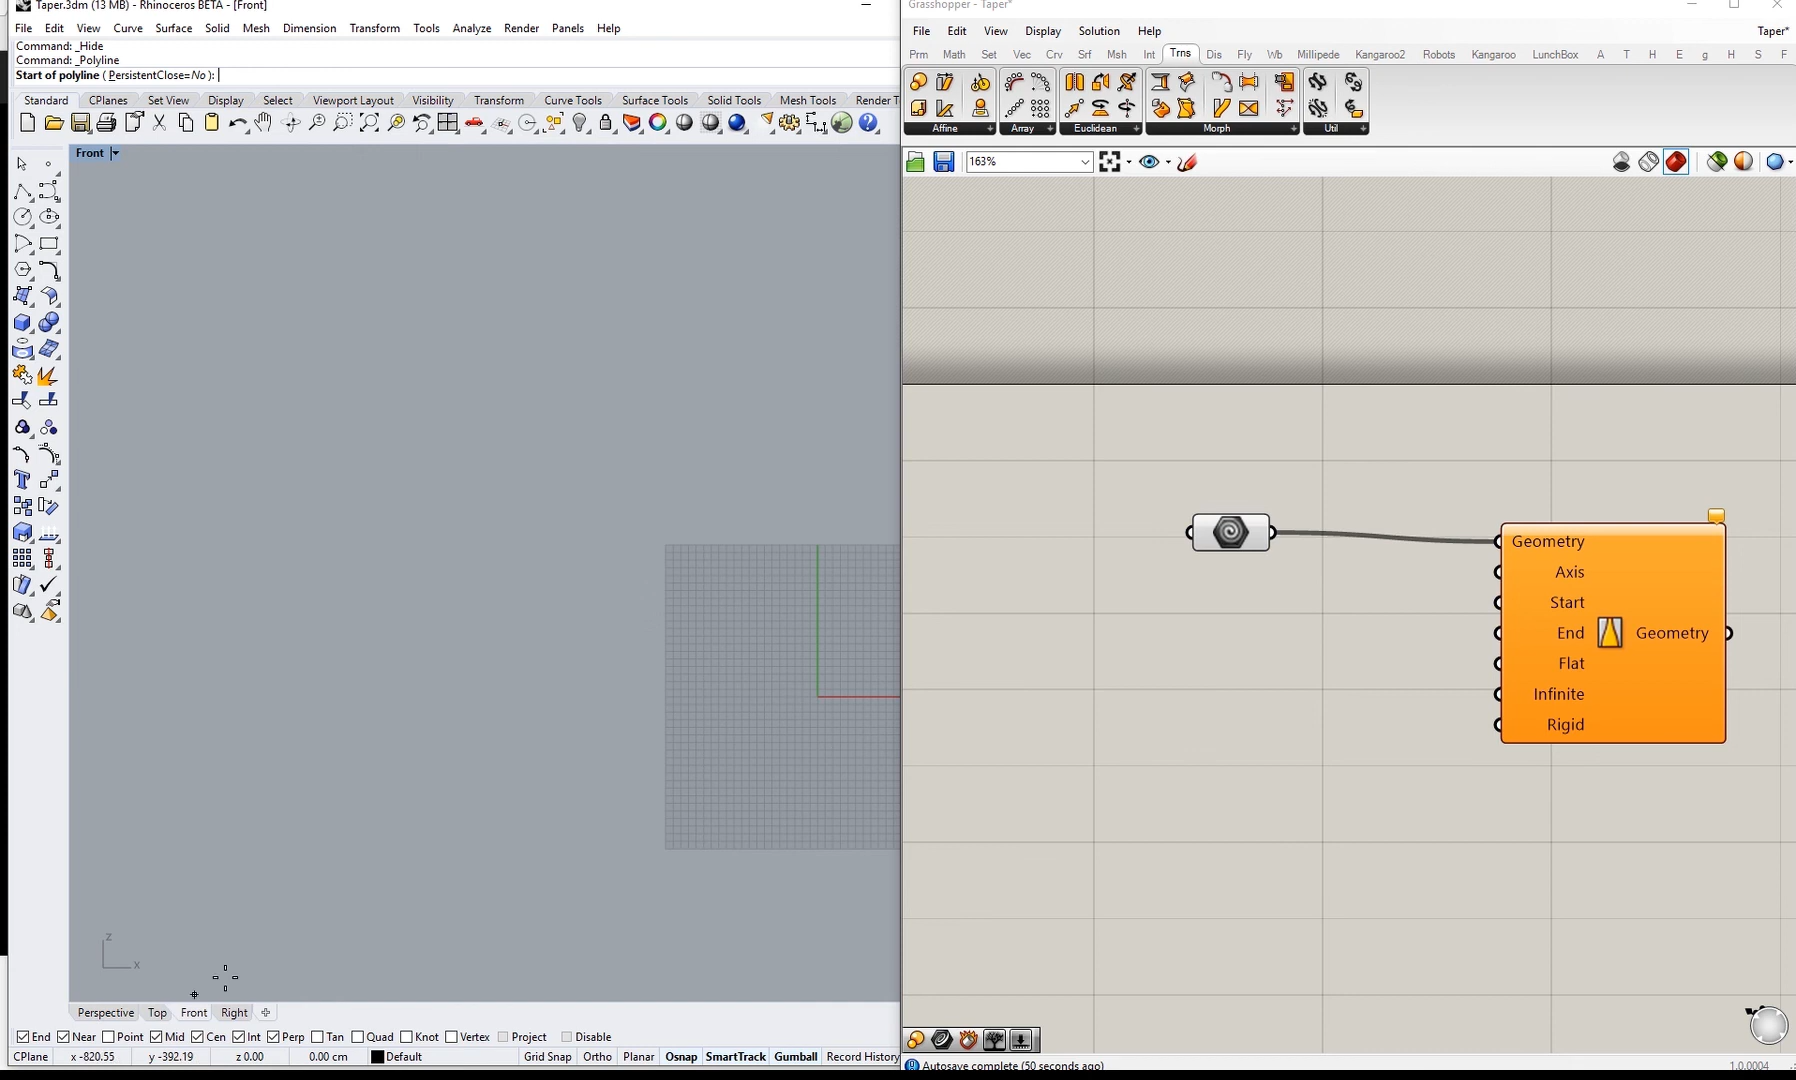 Taper.3dm (13 MB) - Rhinoceros BETA - [Front]
File Edit View Curve Surface Solid Mesh Dimension Transform Tools Analyze Render Panels Help
Command: _Hide
Command: _Polyline
Start of polyline ( PersistentClose=No ):
Standard CPlanes Set View Display Select Viewport Layout Visibility Transform Curve Tools Surface Tools Solid Tools Mesh Tools Render T
Front
z
x
Perspective Top Front Right
End Near Point Mid Cen Int Perp Tan Quad Knot Vertex Project Disable
CPlane x -820.55 y -392.19 z 0.00 0.00 cm Default Grid Snap Ortho Planar Osnap SmartTrack Gumball Record History
Grasshopper - Taper*
File Edit View Display Solution Help Taper*
Prm Math Set Vec Crv Srf Msh Int Trns Dis Fly Wb Millipede Kangaroo2 Robots Kangaroo LunchBox A T H E g H S F
Affine Array Euclidean Morph Util
163%
Geometry
Axis
Start
End Geometry
Flat
Infinite
Rigid
Autosave complete (50 seconds ago) 1.0.0004